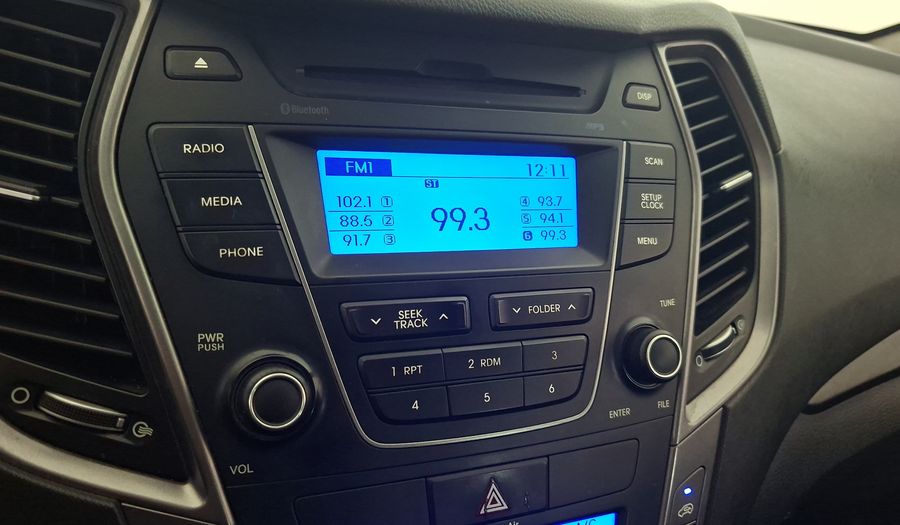 Bluetooth
MP3
DISP
RADIO
MEDIA
PHONE
FM1
12:11
ST
102.1 1
88.5 2
91.7 3
99.3
4 93.7
5 94.1
6 99.3
SCAN
SETUP
CLOCK
MENU
SEEK
TRACK
FOLDER
TUNE
PWR
PUSH
1 RPT
2 RDM
3
4
5
6
ENTER
FILE
VOL
Air
A/C